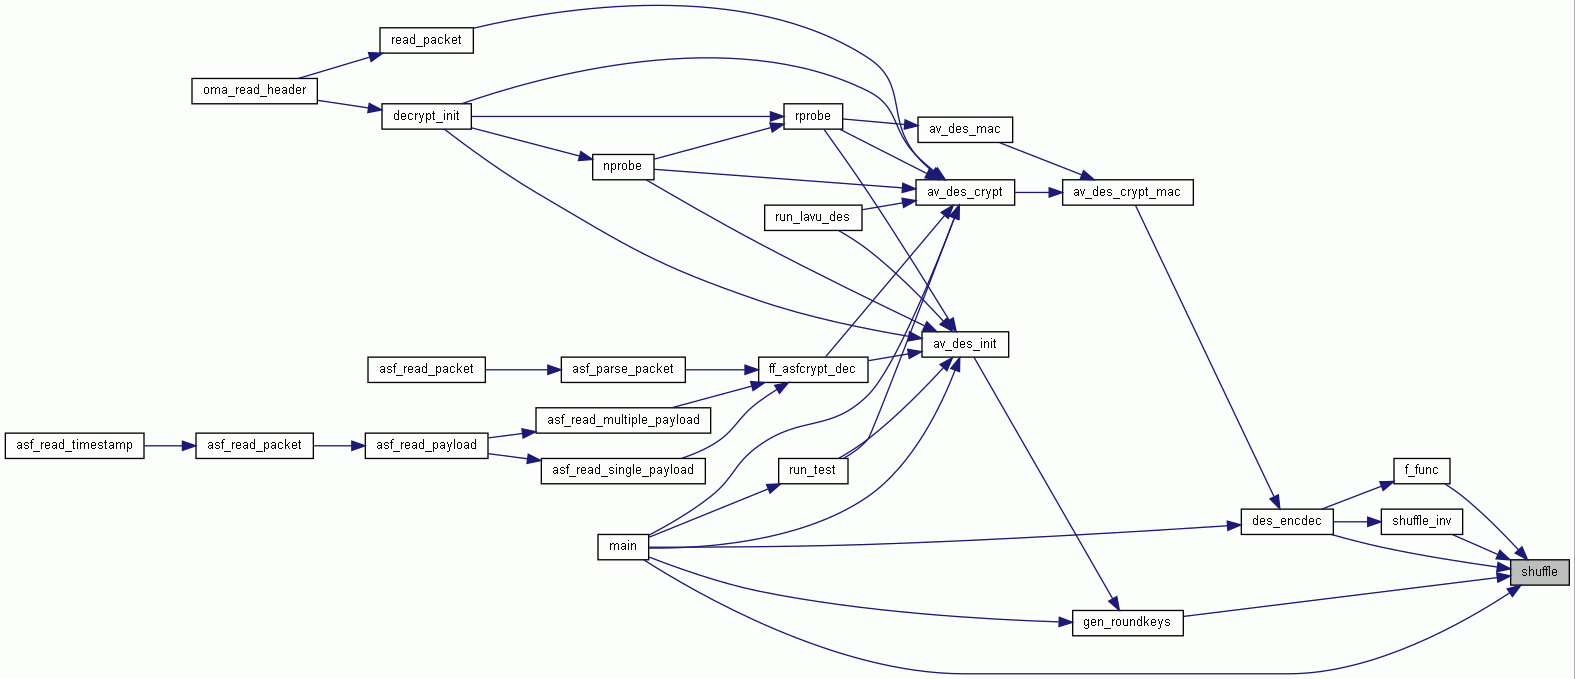 read_packet
oma_read_header
decrypt_init
rprobe
av_des_mac
nprobe
av_des_crypt
av_des_crypt_mac
run_lavu_des
av_des_init
asf_read_packet
asf_parse_packet
ff_asfcrypt_dec
asf_read_multiple_payload
asf_read_timestamp
asf_read_packet
asf_read_payload
asf_read_single_payload
run_test
f_func
des_encdec
shuffle_inv
main
shuffle
gen_roundkeys